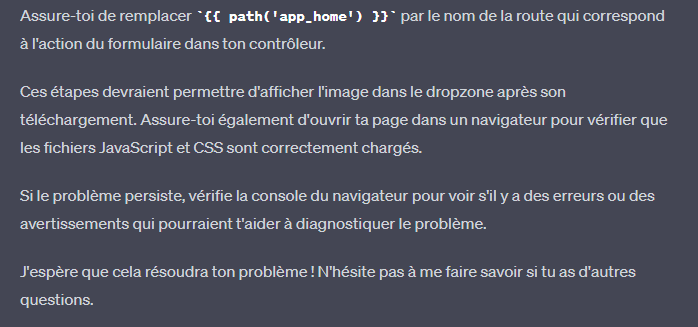 Assure-toi de remplacer `{{ path('app_home') }}` par le nom de la route qui correspond
à l'action du formulaire dans ton contrôleur.
Ces étapes devraient permettre d'afficher l'image dans le dropzone après son
téléchargement. Assure-toi également d'ouvrir ta page dans un navigateur pour vérifier que
les fichiers JavaScript et CSS sont correctement chargés.
Si le problème persiste, vérifie la console du navigateur pour voir s'il y a des erreurs ou des
avertissements qui pourraient t'aider à diagnostiquer le problème.
J'espère que cela résoudra ton problème ! N'hésite pas à me faire savoir si tu as d'autres
questions.